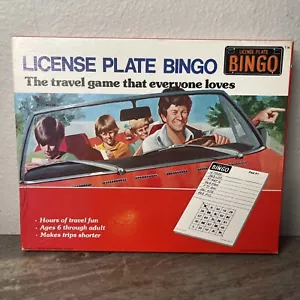 LICENSE PLATE BINGO
LICENSE PLATE
BINGO
The travel game that everyone loves
BINGO
• Hours of travel fun
• Ages 6 through adult
• Makes trips shorter